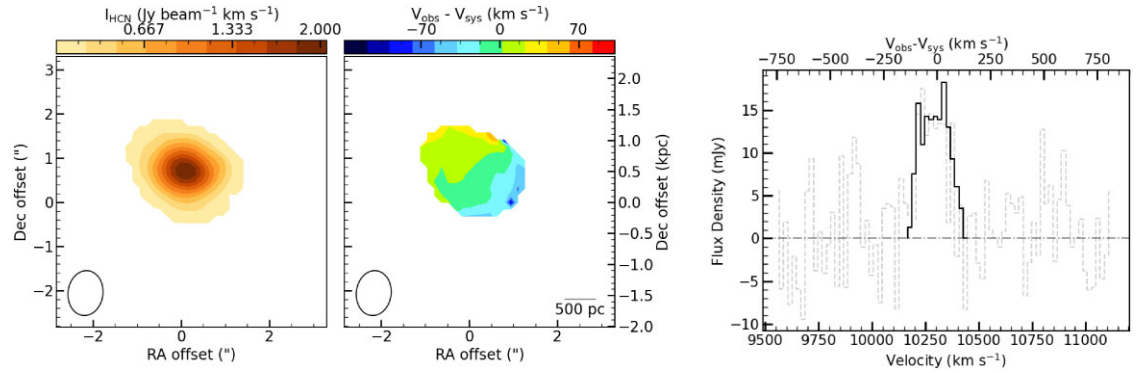 I_HCN (Jy beam⁻¹ km s⁻¹)
0.667 1.333 2.000
V_obs - V_sys (km s⁻¹)
−70 0 70
3
2
1
0
−1
−2
Dec offset (")
−2 0 2
RA offset (")
−2 0 2
RA offset (")
500 pc
2.0
1.5
1.0
0.5
0.0
−0.5
−1.0
−1.5
−2.0
Dec offset (kpc)
V_obs-V_sys (km s⁻¹)
−750 −500 −250 0 250 500 750
15
10
5
0
−5
−10
Flux Density (mJy)
9500 9750 10000 10250 10500 10750 11000
Velocity (km s⁻¹)